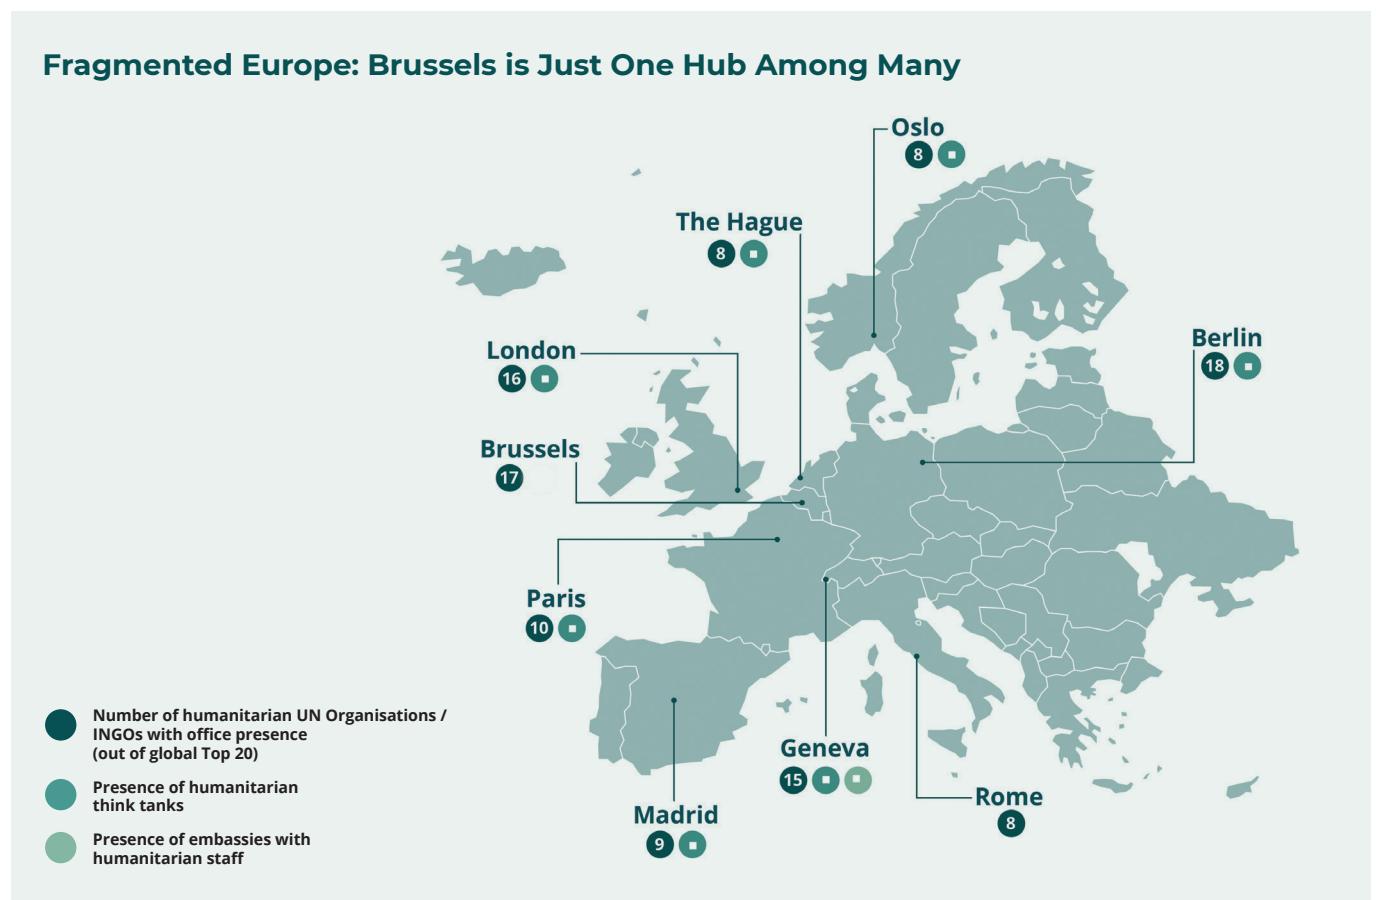 Fragmented Europe: Brussels is Just One Hub Among Many
Oslo
8
The Hague
8
London
16
Berlin
18
Brussels
17
Paris
10
Geneva
15
Rome
8
Madrid
9
Number of humanitarian UN Organisations /
INGOs with office presence
(out of global Top 20)
Presence of humanitarian
think tanks
Presence of embassies with
humanitarian staff